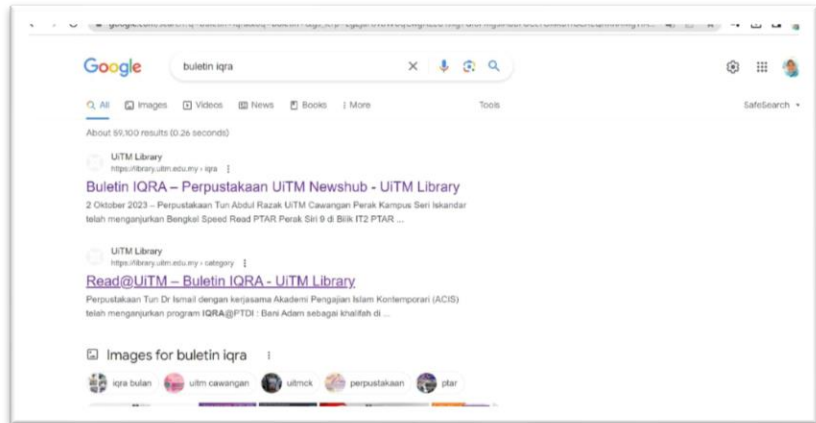 Google
buletin iqra
All Images Videos News Books More Tools SafeSearch
About 59,100 results (0.26 seconds)
UiTM Library
https://library.uitm.edu.my › iqra
Buletin IQRA – Perpustakaan UiTM Newshub - UiTM Library
2 Oktober 2023 – Perpustakaan Tun Abdul Razak UiTM Cawangan Perak Kampus Seri Iskandar
telah menganjurkan Bengkel Speed Read PTAR Perak Siri 9 di Bilik IT2 PTAR ...
UiTM Library
https://library.uitm.edu.my › category
Read@UiTM – Buletin IQRA - UiTM Library
Perpustakaan Tun Dr Ismail dengan kerjasama Akademi Pengajian Islam Kontemporari (ACIS)
telah menganjurkan program IQRA@PTDI : Bani Adam sebagai khalifah di ...
Images for buletin iqra
iqra bulan uitm cawangan uitmck perpustakaan ptar